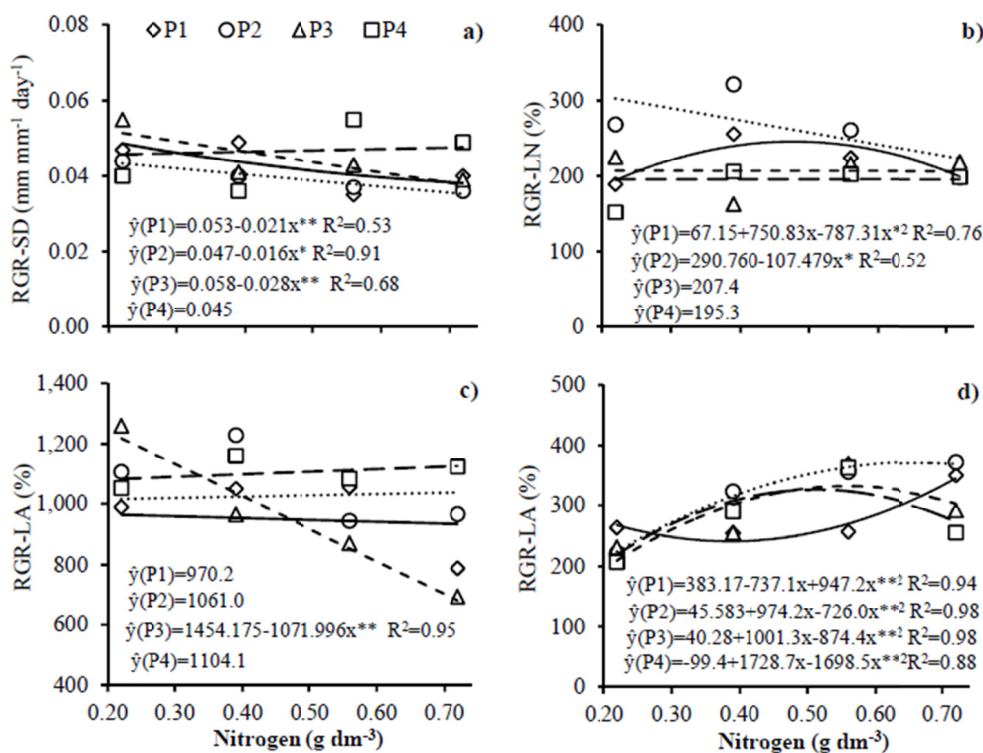 0.08
0.06
0.04
0.02
0.00
RGR-SD (mm mm⁻¹ day⁻¹)
P1 P2 P3 P4
a)
ŷ(P1)=0.053-0.021x** R²=0.53
ŷ(P2)=0.047-0.016x* R²=0.91
ŷ(P3)=0.058-0.028x** R²=0.68
ŷ(P4)=0.045
400
300
200
100
0
RGR-LN (%)
b)
ŷ(P1)=67.15+750.83x-787.31x*² R²=0.76
ŷ(P2)=290.760-107.479x* R²=0.52
ŷ(P3)=207.4
ŷ(P4)=195.3
1,400
1,200
1,000
800
600
400
RGR-LA (%)
c)
ŷ(P1)=970.2
ŷ(P2)=1061.0
ŷ(P3)=1454.175-1071.996x** R²=0.95
ŷ(P4)=1104.1
0.20 0.30 0.40 0.50 0.60 0.70
Nitrogen (g dm⁻³)
500
400
300
200
100
0
RGR-LA (%)
d)
ŷ(P1)=383.17-737.1x+947.2x**² R²=0.94
ŷ(P2)=45.583+974.2x-726.0x**² R²=0.98
ŷ(P3)=40.28+1001.3x-874.4x**² R²=0.98
ŷ(P4)=-99.4+1728.7x-1698.5x**²R²=0.88
0.20 0.30 0.40 0.50 0.60 0.70
Nitrogen (g dm⁻³)